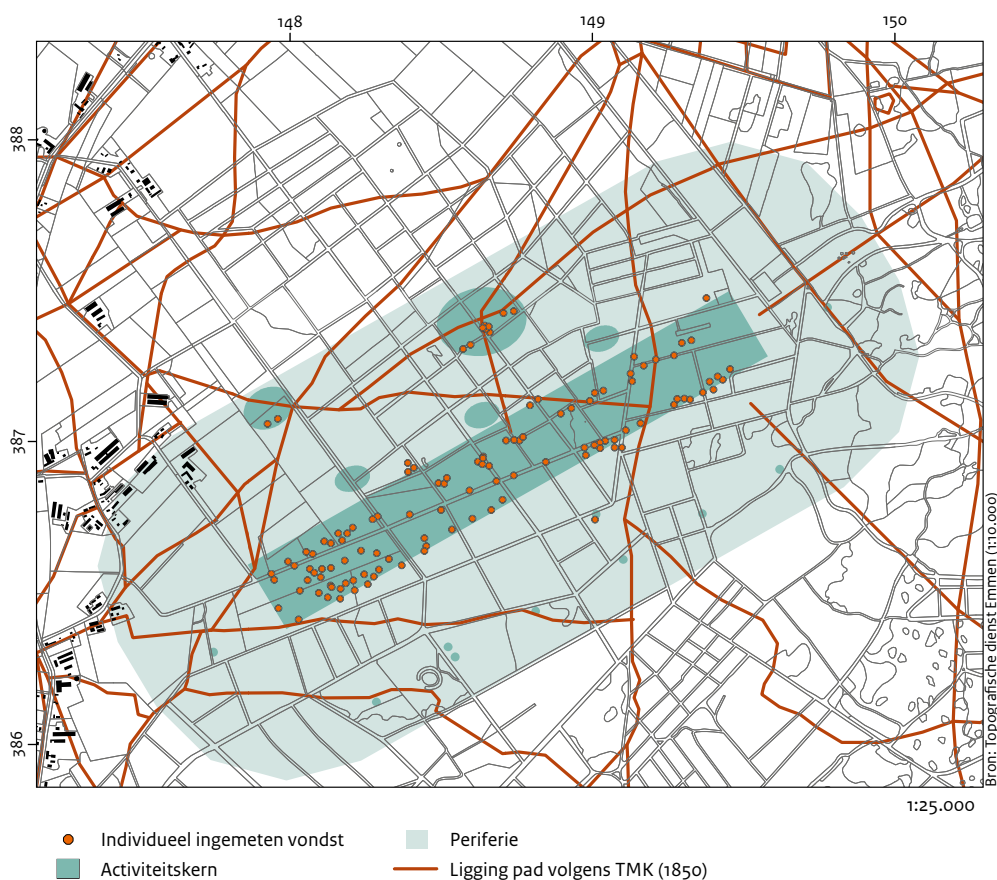 148 149 150
388
387
386
Bron: Topografische dienst Emmen (1:10.000)
1:25.000
Individueel ingemeten vondst
Periferie
Activiteitskern
Ligging pad volgens TMK (1850)